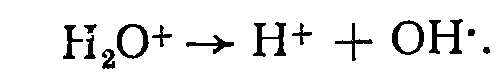 H₂O⁺ → H⁺ + OH·.